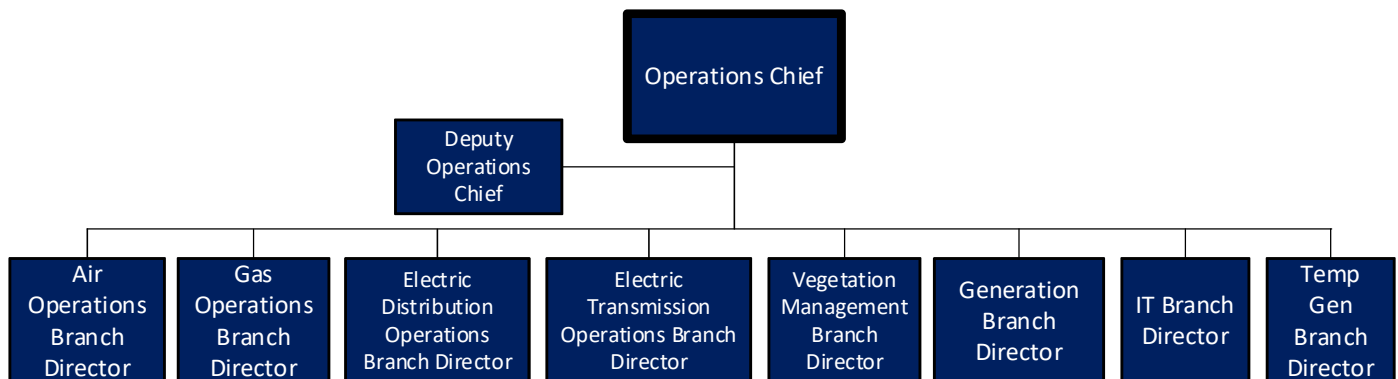 Operations Chief
Deputy
Operations
Chief
Air
Operations
Branch
Director
Gas
Operations
Branch
Director
Electric
Distribution
Operations
Branch Director
Electric
Transmission
Operations Branch
Director
Vegetation
Management
Branch
Director
Generation
Branch
Director
IT Branch
Director
Temp
Gen
Branch
Director